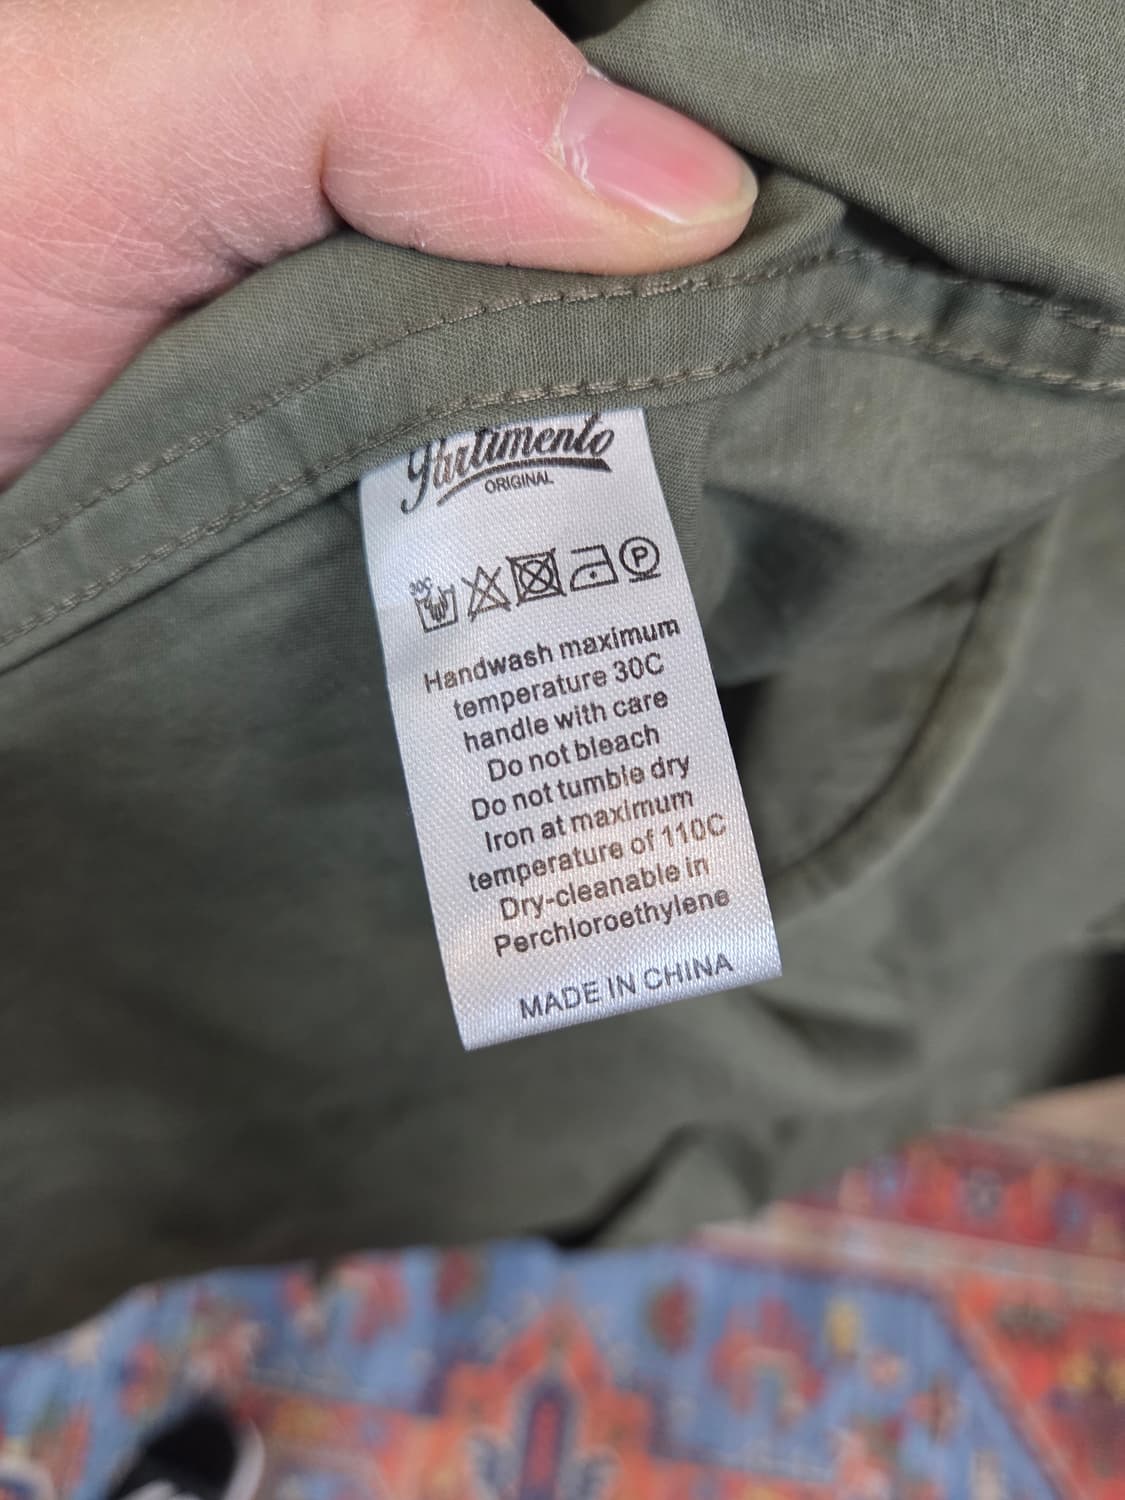 Partimento
ORIGINAL
30C
P
Handwash maximum
temperature 30C
handle with care
Do not bleach
Do not tumble dry
Iron at maximum
temperature of 110C
Dry-cleanable in
Perchloroethylene
MADE IN CHINA